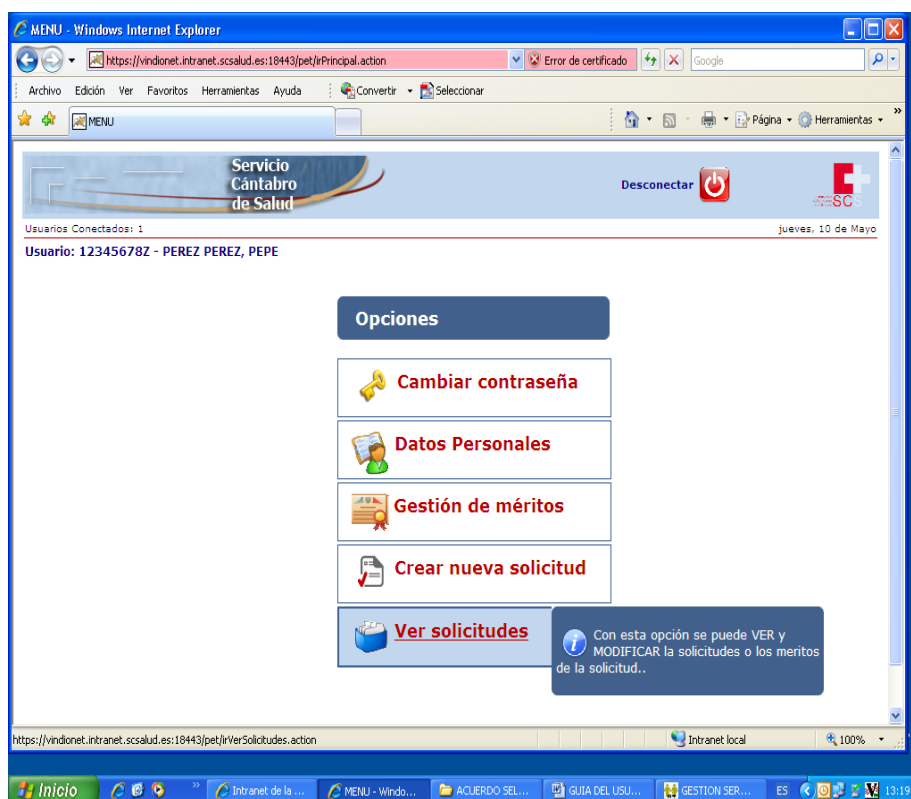 MENU - Windows Internet Explorer
https://vindionet.intranet.scsalud.es:18443/pet/irPrincipal.action
Error de certificado
Google
Archivo Edición Ver Favoritos Herramientas Ayuda Convertir Seleccionar
MENU
Página Herramientas
Servicio
Cántabro
de Salud
Desconectar
SCS
Usuarios Conectados: 1
jueves, 10 de Mayo
Usuario: 12345678Z - PEREZ PEREZ, PEPE
Opciones
Cambiar contraseña
Datos Personales
Gestión de méritos
Crear nueva solicitud
Ver solicitudes
Con esta opción se puede VER y
MODIFICAR la solicitudes o los meritos
de la solicitud..
https://vindionet.intranet.scsalud.es:18443/pet/irVerSolicitudes.action
Intranet local
100%
Inicio
Intranet de la ...
MENU - Windo...
ACUERDO SEL...
GUIA DEL USU...
GESTION SER...
ES
13:19